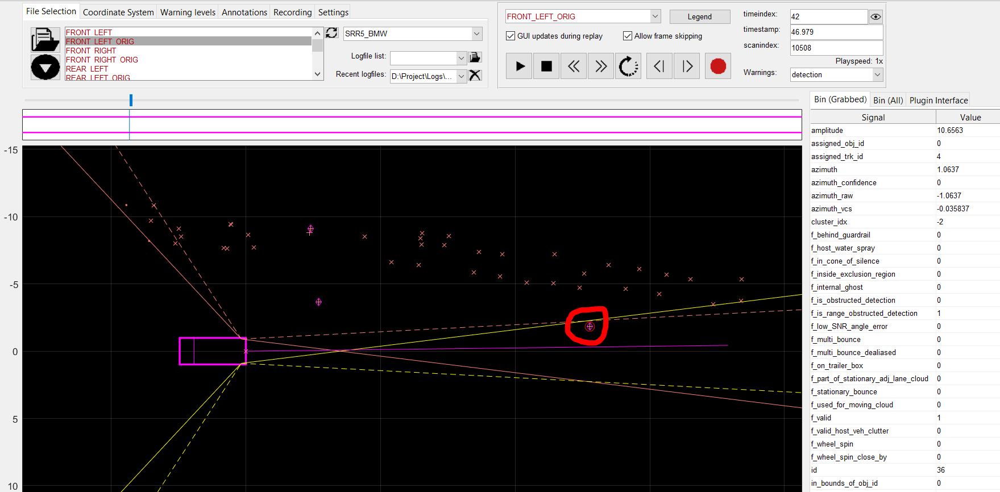 File Selection
Coordinate System
Warning levels
Annotations
Recording
Settings
FRONT_LEFT
FRONT_LEFT_ORIG
FRONT_RIGHT
FRONT_RIGHT_ORIG
REAR_LEFT
REAR_LEFT_ORIG
SRR5_BMW
Logfile list:
Recent logfiles:
D:\Project\Logs\...
FRONT_LEFT_ORIG
Legend
GUI updates during replay
Allow frame skipping
timeindex:
42
timestamp:
46.979
scanindex:
10508
Playspeed: 1x
Warnings:
detection
-15
-10
-5
0
5
10
Bin (Grabbed)
Bin (All)
Plugin Interface
Signal Value
amplitude 10.6563
assigned_obj_id 0
assigned_trk_id 4
azimuth 1.0637
azimuth_confidence 0
azimuth_raw -1.0637
azimuth_vcs -0.035837
cluster_idx -2
f_behind_guardrail 0
f_host_water_spray 0
f_in_cone_of_silence 0
f_inside_exclusion_region 0
f_internal_ghost 0
f_is_obstructed_detection 0
f_is_range_obstructed_detection 1
f_low_SNR_angle_error 0
f_multi_bounce 0
f_multi_bounce_dealiased 0
f_on_trailer_box 0
f_part_of_stationary_adj_lane_cloud 0
f_stationary_bounce 0
f_used_for_moving_cloud 0
f_valid 1
f_valid_host_veh_clutter 0
f_wheel_spin 0
f_wheel_spin_close_by 0
id 36
in_bounds_of_obj_id 0